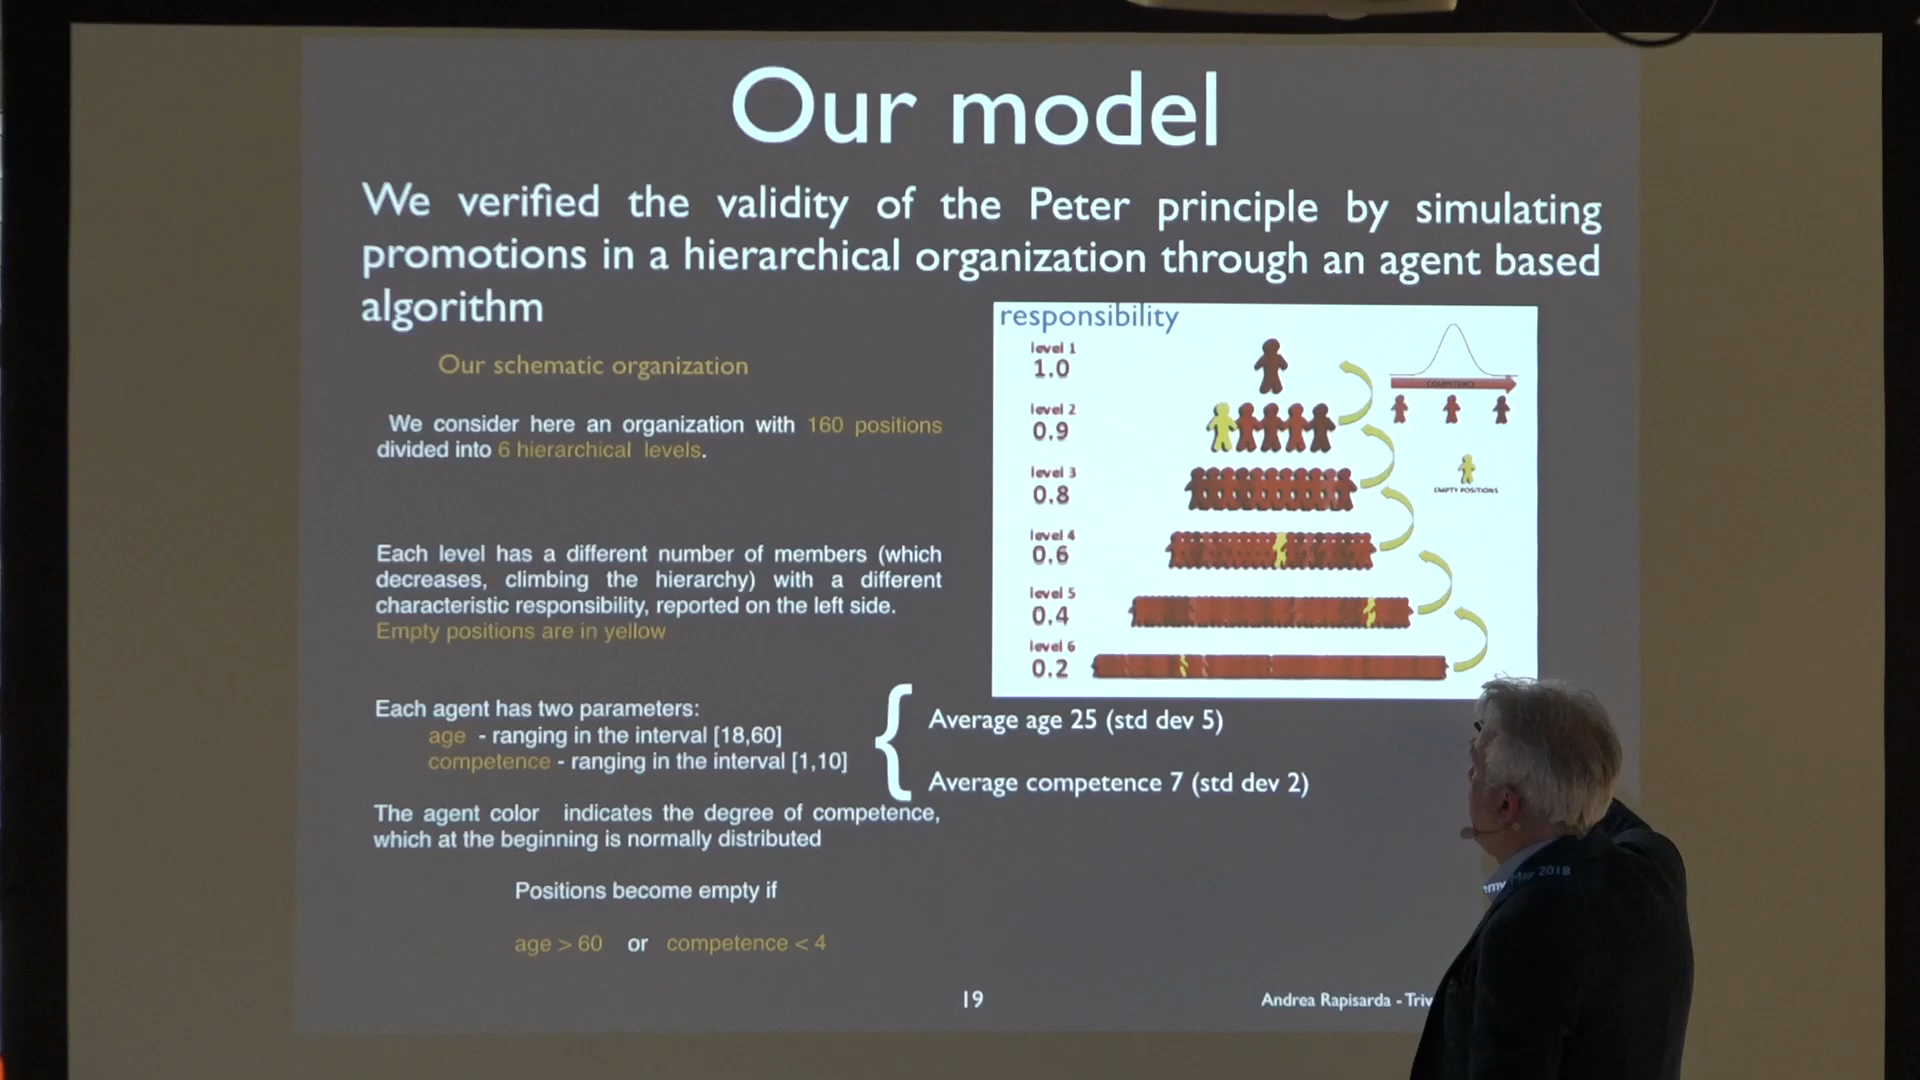 Our model
We verified the validity of the Peter principle by simulating
promotions in a hierarchical organization through an agent based
algorithm
Our schematic organization
We consider here an organization with 160 positions
divided into 6 hierarchical levels.
Each level has a different number of members (which
decreases, climbing the hierarchy) with a different
characteristic responsibility, reported on the left side.
Empty positions are in yellow
responsibility
level 1
1.0
level 2
0.9
level 3
0.8
level 4
0.6
level 5
0.4
level 6
0.2
COMPETENCE
EMPTY POSITIONS
Each agent has two parameters:
age - ranging in the interval [18,60]
competence - ranging in the interval [1,10]
{
Average age 25 (std dev 5)
Average competence 7 (std dev 2)
The agent color indicates the degree of competence,
which at the beginning is normally distributed
Positions become empty if
age > 60 or competence < 4
19
Andrea Rapisarda - Triv
May 2018